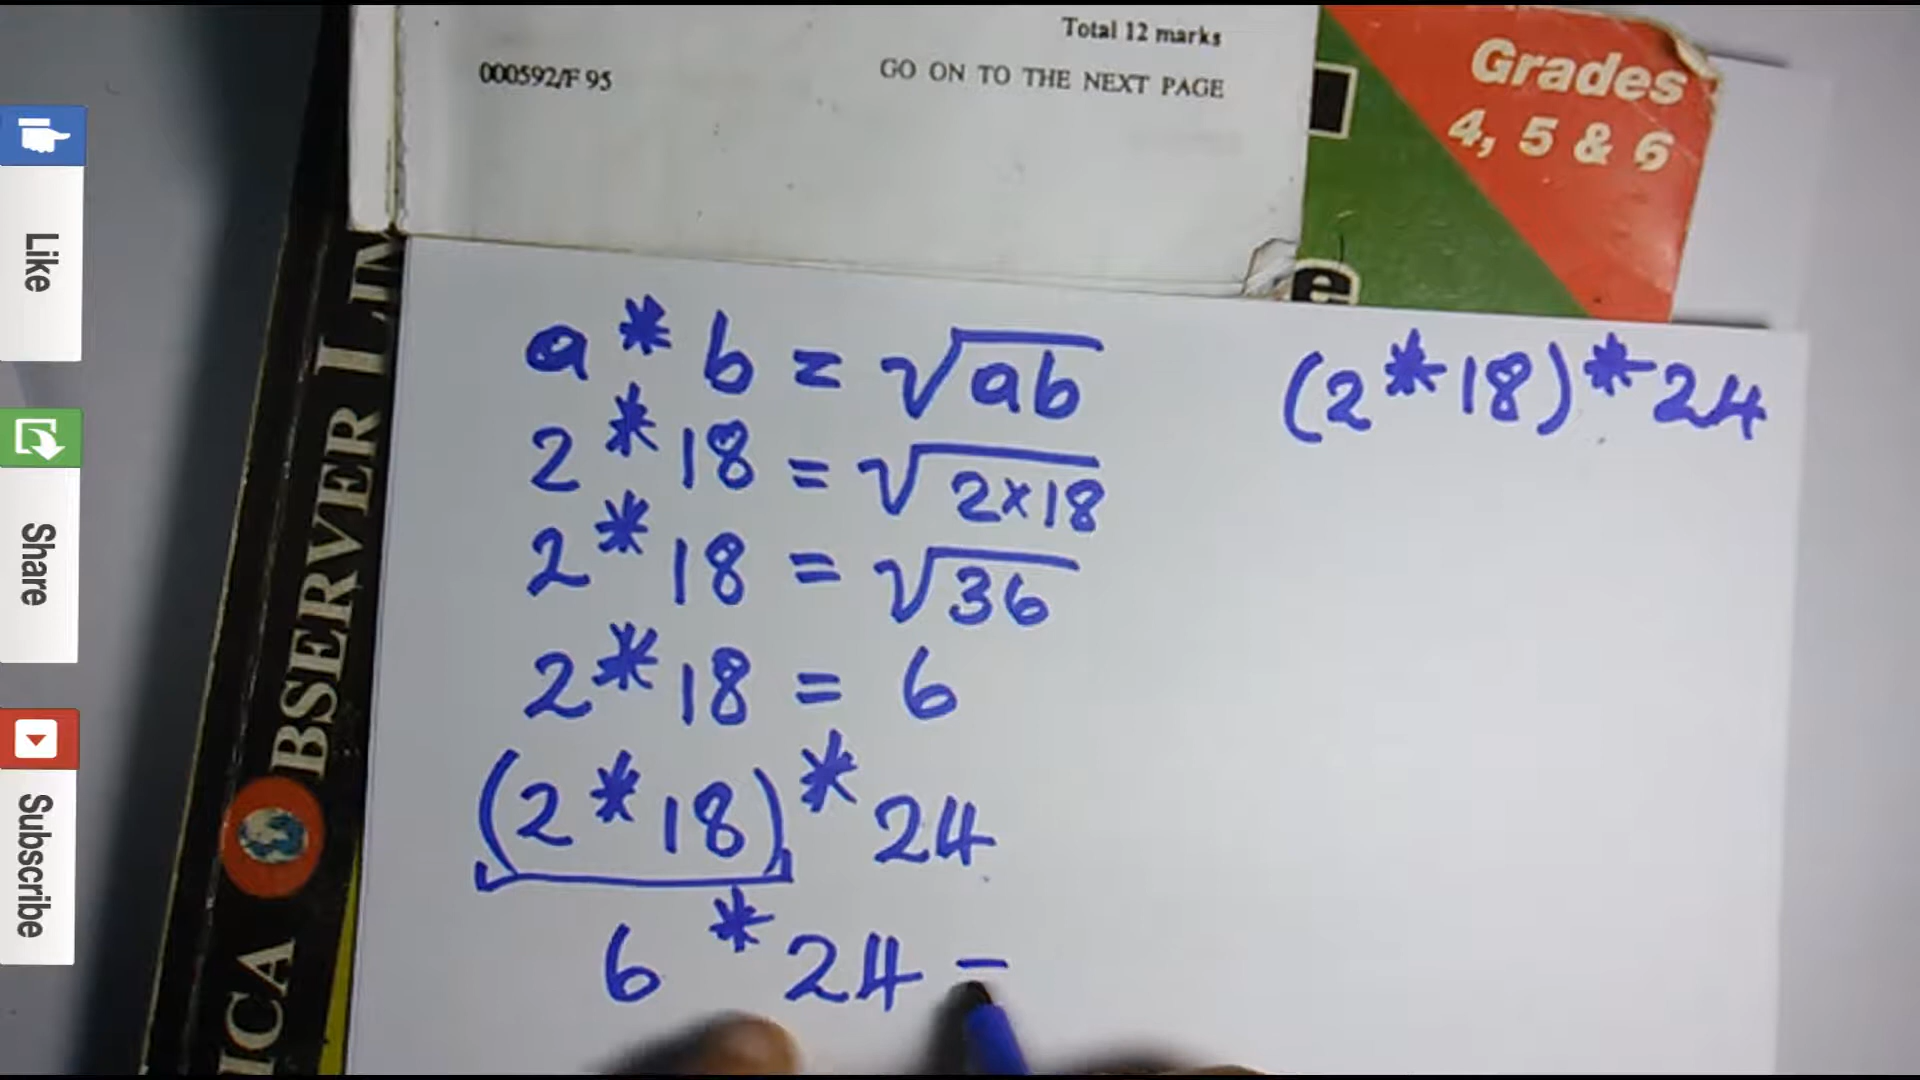 Total 12 marks
000592/F 95 GO ON TO THE NEXT PAGE
Grades
4, 5 & 6
e
Like
Share
Subscribe
ICA OBSERVER
a * b = √ab
2 * 18 = √2×18
2 * 18 = √36
2 * 18 = 6
(2 * 18) * 24
6 * 24 =
(2 * 18) * 24